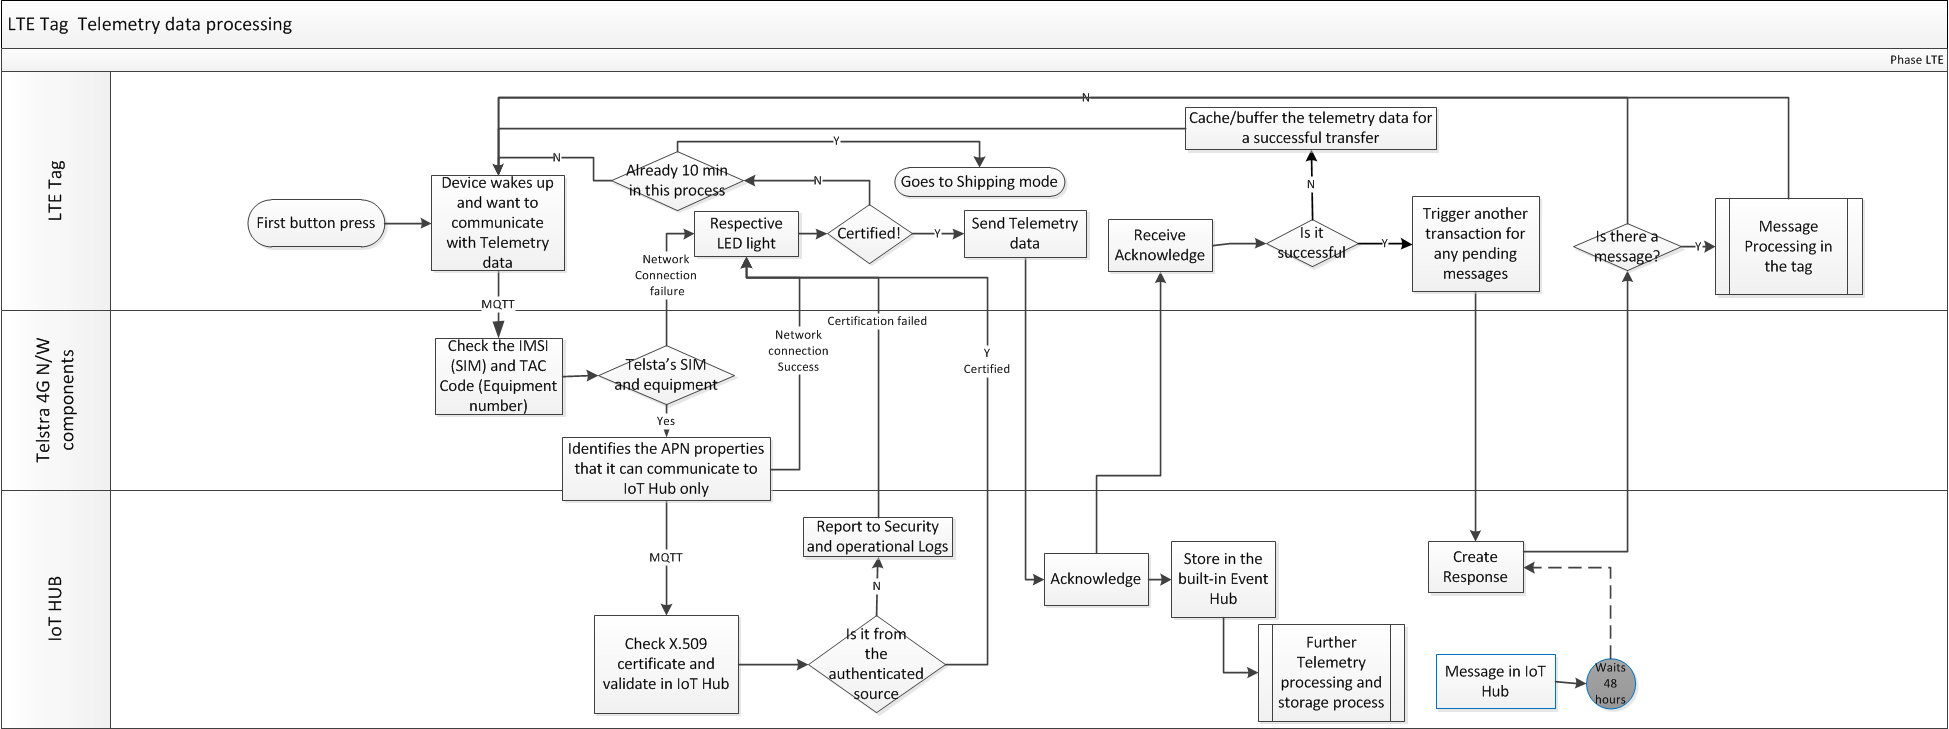 LTE Tag  Telemetry data processing
Phase LTE
LTE Tag
N
Cache/buffer the telemetry data for
a successful transfer
Y
N
Already 10 min
in this process
N
Goes to Shipping mode
First button press
Device wakes up
and want to
communicate
with Telemetry
data
Respective
LED light
Certified!
Y
Send Telemetry
data
Receive
Acknowledge
N
Is it
successful
Y
Trigger another
transaction for
any pending
messages
Is there a
message?
Y
Message
Processing in
the tag
Network
Connection
failure
MQTT
Telstra 4G N/W
components
Check the IMSI
(SIM) and TAC
Code (Equipment
number)
Telsta's SIM
and equipment
Network
connection
Success
Certification failed
Y
Certified
Yes
Identifies the APN properties
that it can communicate to
IoT Hub only
IoT HUB
MQTT
Report to Security
and operational Logs
N
Check X.509
certificate and
validate in IoT Hub
Is it from
the
authenticated
source
Acknowledge
Store in the
built-in Event
Hub
Further
Telemetry
processing and
storage process
Create
Response
Message in IoT
Hub
Waits
48
hours